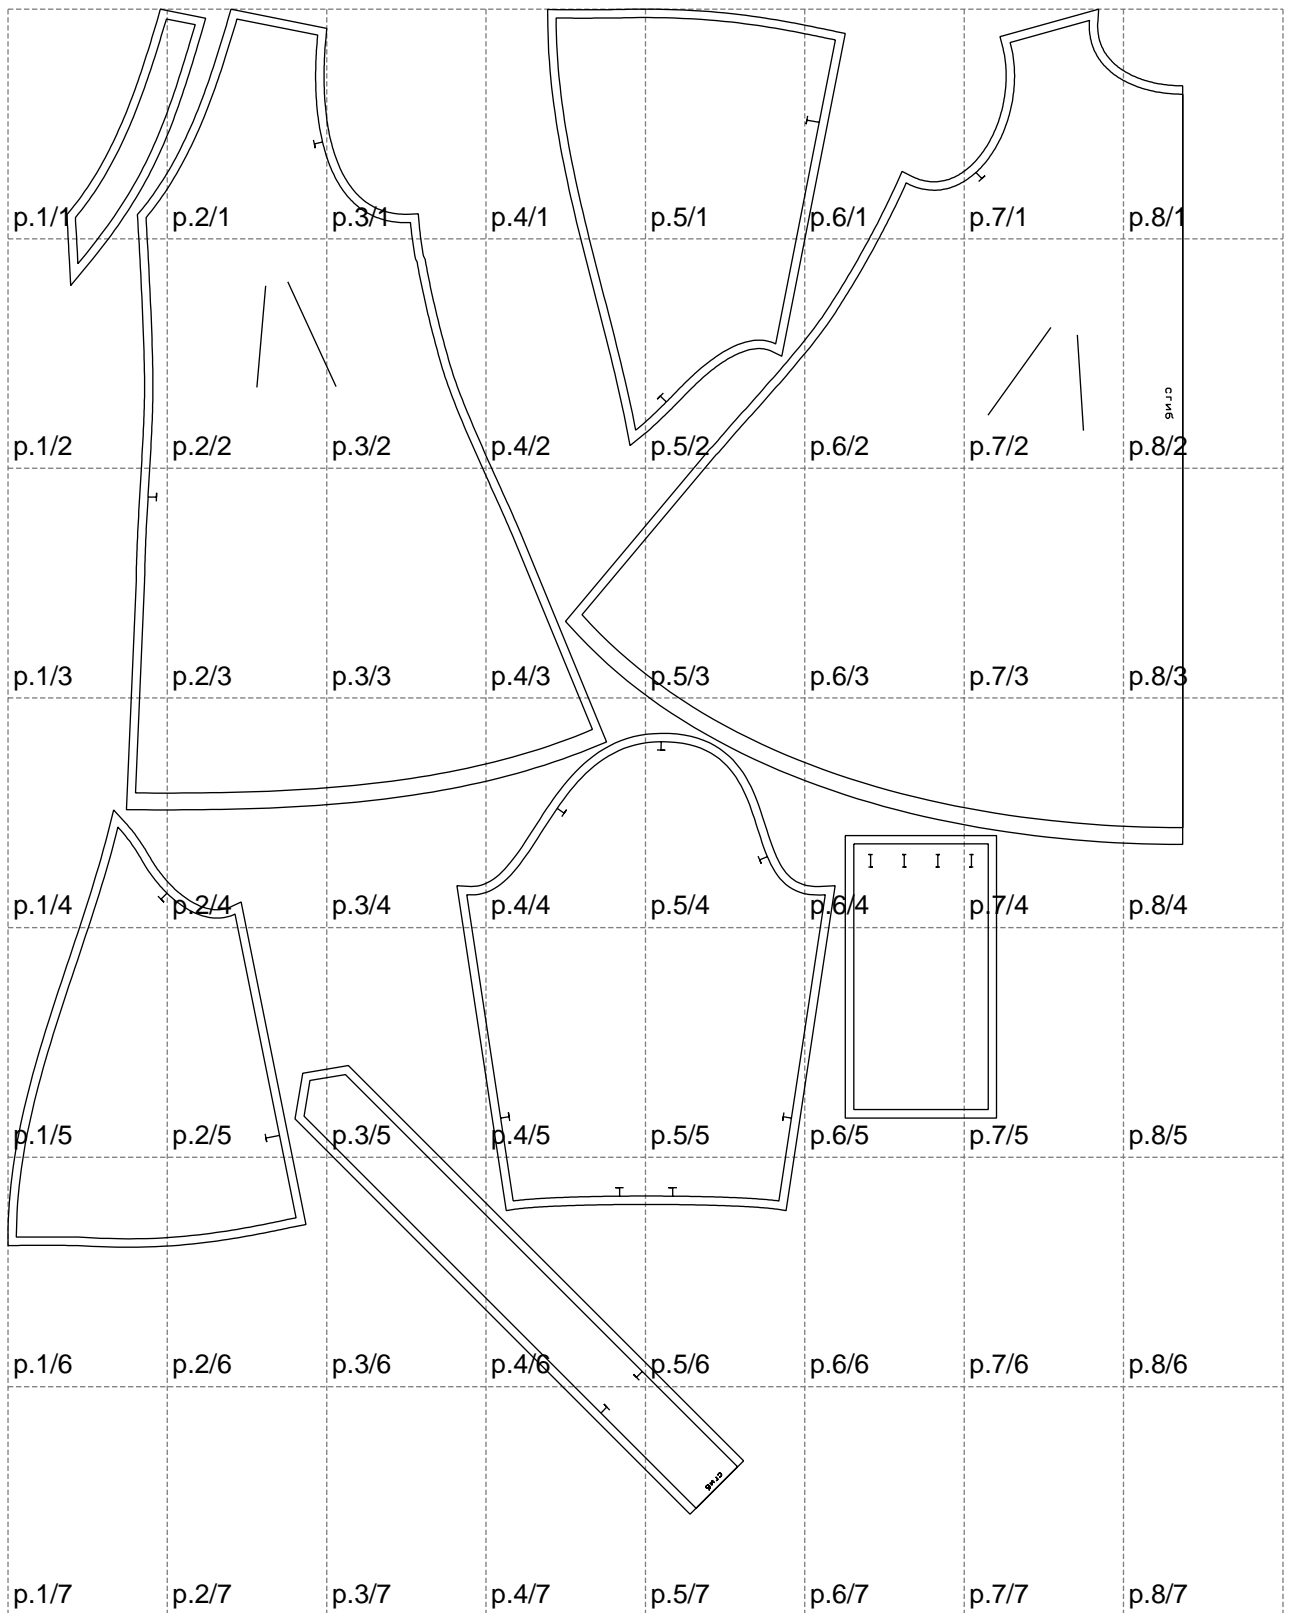 p.1/1 p.2/1 p.3/1 p.4/1 p.5/1 p.6/1 p.7/1 p.8/1
сгиб
p.1/2 p.2/2 p.3/2 p.4/2 p.5/2 p.6/2 p.7/2 p.8/2
p.1/3 p.2/3 p.3/3 p.4/3 p.5/3 p.6/3 p.7/3 p.8/3
p.1/4 p.2/4 p.3/4 p.4/4 p.5/4 p.6/4 p.7/4 p.8/4
p.1/5 p.2/5 p.3/5 p.4/5 p.5/5 p.6/5 p.7/5 p.8/5
p.1/6 p.2/6 p.3/6 p.4/6 p.5/6 p.6/6 p.7/6 p.8/6
сгиб
p.1/7 p.2/7 p.3/7 p.4/7 p.5/7 p.6/7 p.7/7 p.8/7